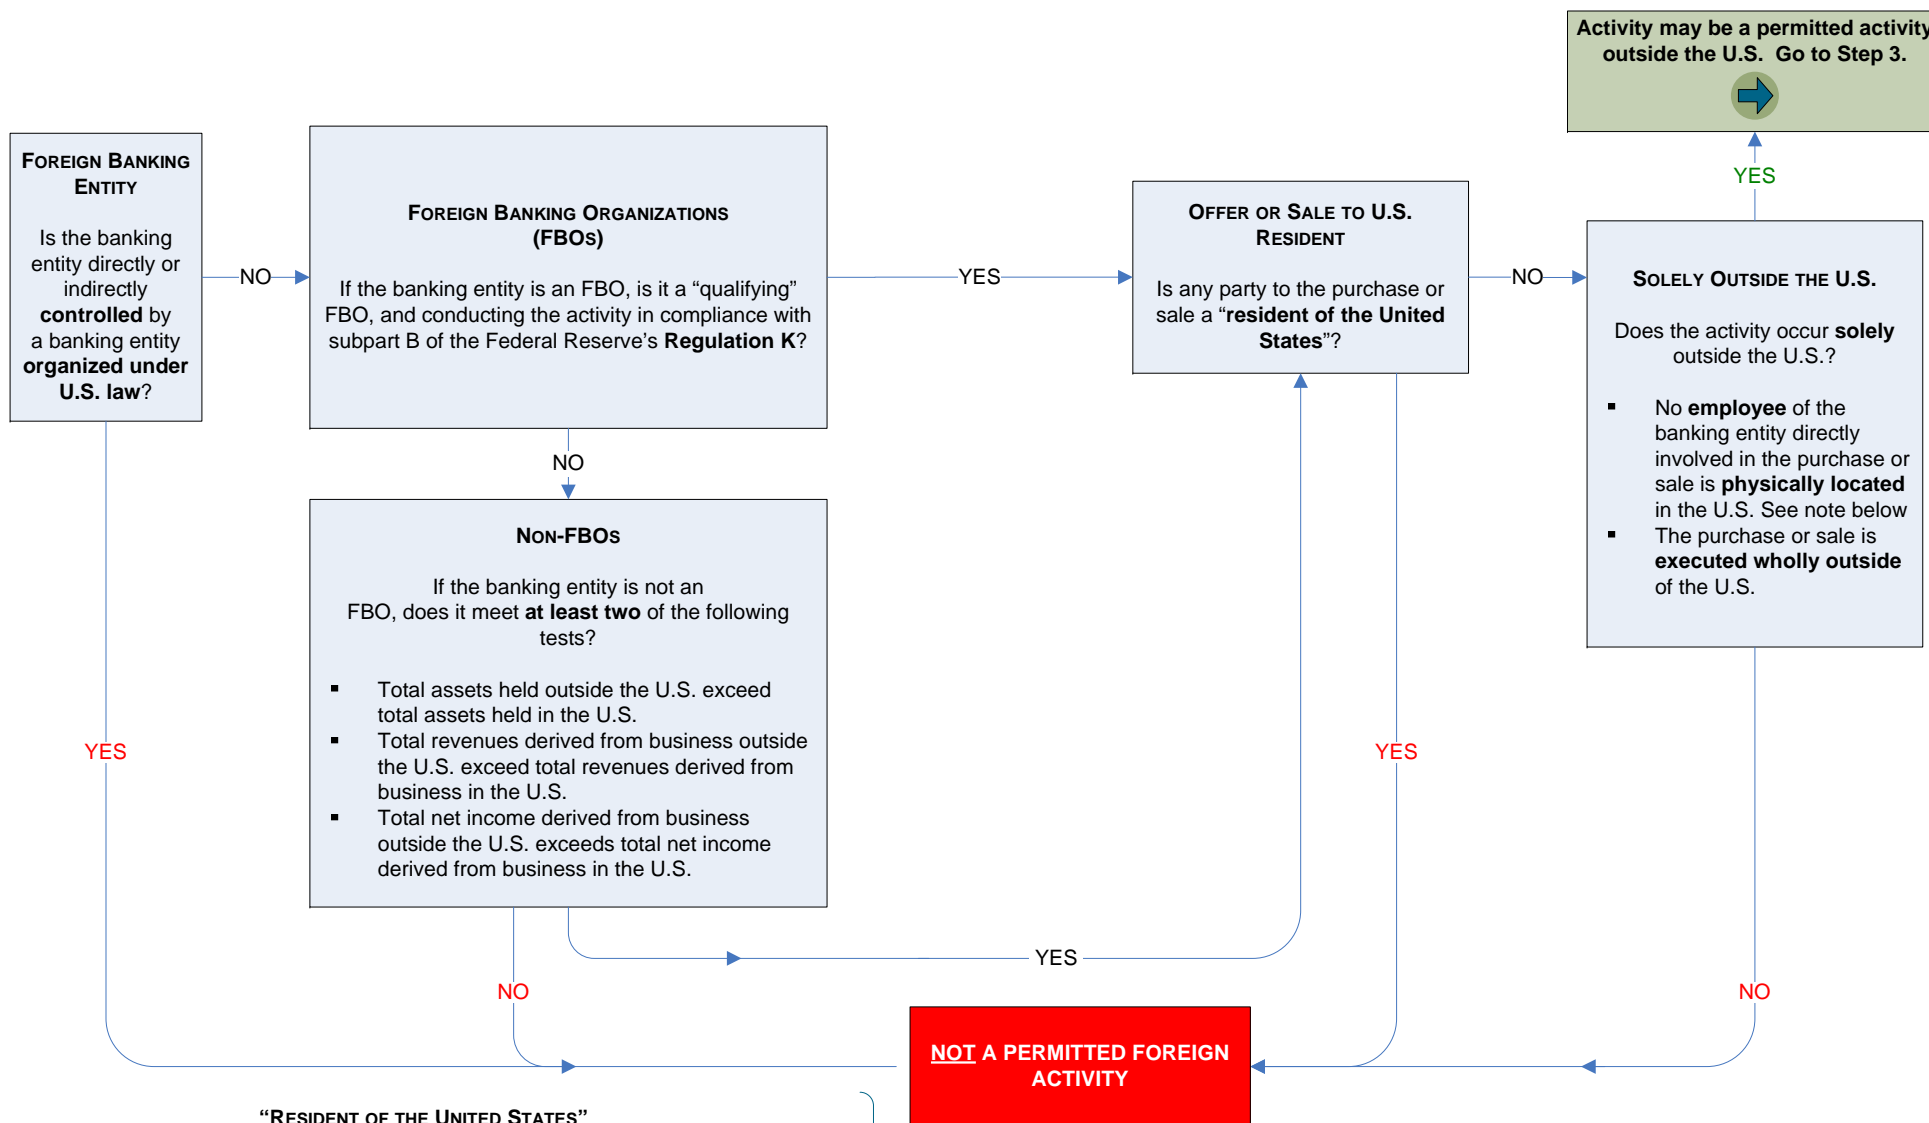 Activity may be a permitted activity
outside the U.S. Go to Step 3.
FOREIGN BANKING
ENTITY
Is the banking
entity directly or
indirectly
controlled by
a banking entity
organized under
U.S. law?
NO
FOREIGN BANKING ORGANIZATIONS
(FBOS)
If the banking entity is an FBO, is it a “qualifying”
FBO, and conducting the activity in compliance with
subpart B of the Federal Reserve’s Regulation K?
YES
OFFER OR SALE TO U.S.
RESIDENT
Is any party to the purchase or
sale a “resident of the United
States”?
NO
YES
SOLELY OUTSIDE THE U.S.
Does the activity occur solely
outside the U.S.?
▪ No employee of the
banking entity directly
involved in the purchase or
sale is physically located
in the U.S. See note below
▪ The purchase or sale is
executed wholly outside
of the U.S.
NO
NON-FBOS
If the banking entity is not an
FBO, does it meet at least two of the following
tests?
▪ Total assets held outside the U.S. exceed
total assets held in the U.S.
▪ Total revenues derived from business outside
the U.S. exceed total revenues derived from
business in the U.S.
▪ Total net income derived from business
outside the U.S. exceeds total net income
derived from business in the U.S.
YES
YES
YES
NO
NO
NOT A PERMITTED FOREIGN
ACTIVITY
“RESIDENT OF THE UNITED STATES”